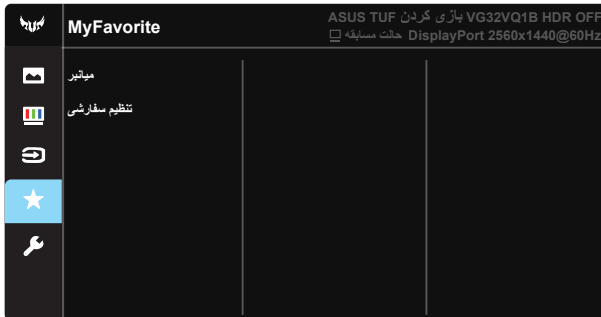 MyFavorite
ASUS TUF بازی کردن VG32VQ1B HDR OFF
DisplayPort 2560x1440@60Hz حالت مسابقه
میانبر
تنظیم سفارشی